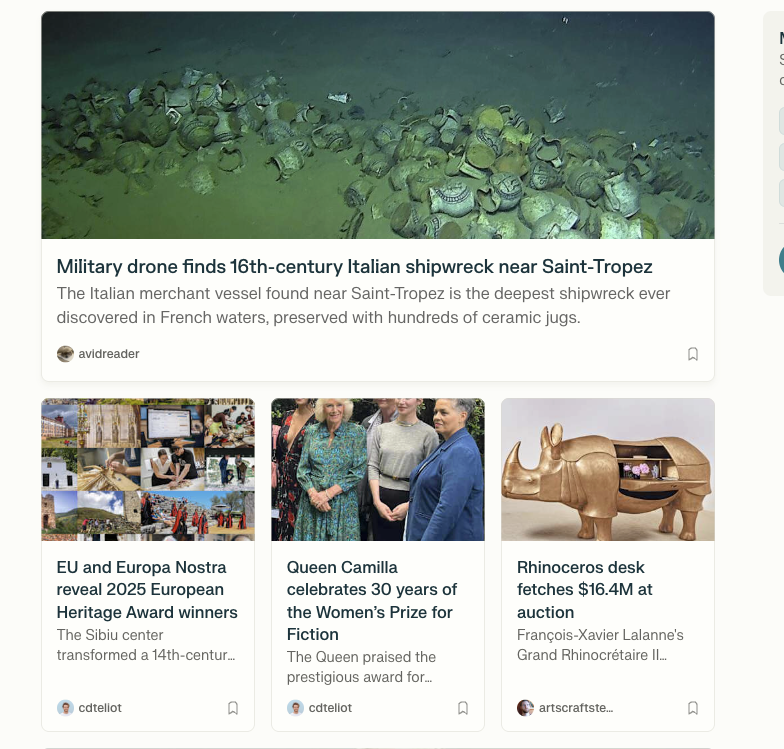 Military drone finds 16th-century Italian shipwreck near Saint-Tropez
The Italian merchant vessel found near Saint-Tropez is the deepest shipwreck ever
discovered in French waters, preserved with hundreds of ceramic jugs.
avidreader
EU and Europa Nostra
reveal 2025 European
Heritage Award winners
The Sibiu center
transformed a 14th-centur…
cdteliot
Queen Camilla
celebrates 30 years of
the Women’s Prize for
Fiction
The Queen praised the
prestigious award for…
cdteliot
Rhinoceros desk
fetches $16.4M at
auction
François-Xavier Lalanne's
Grand Rhinocrétaire II…
artscraftste…